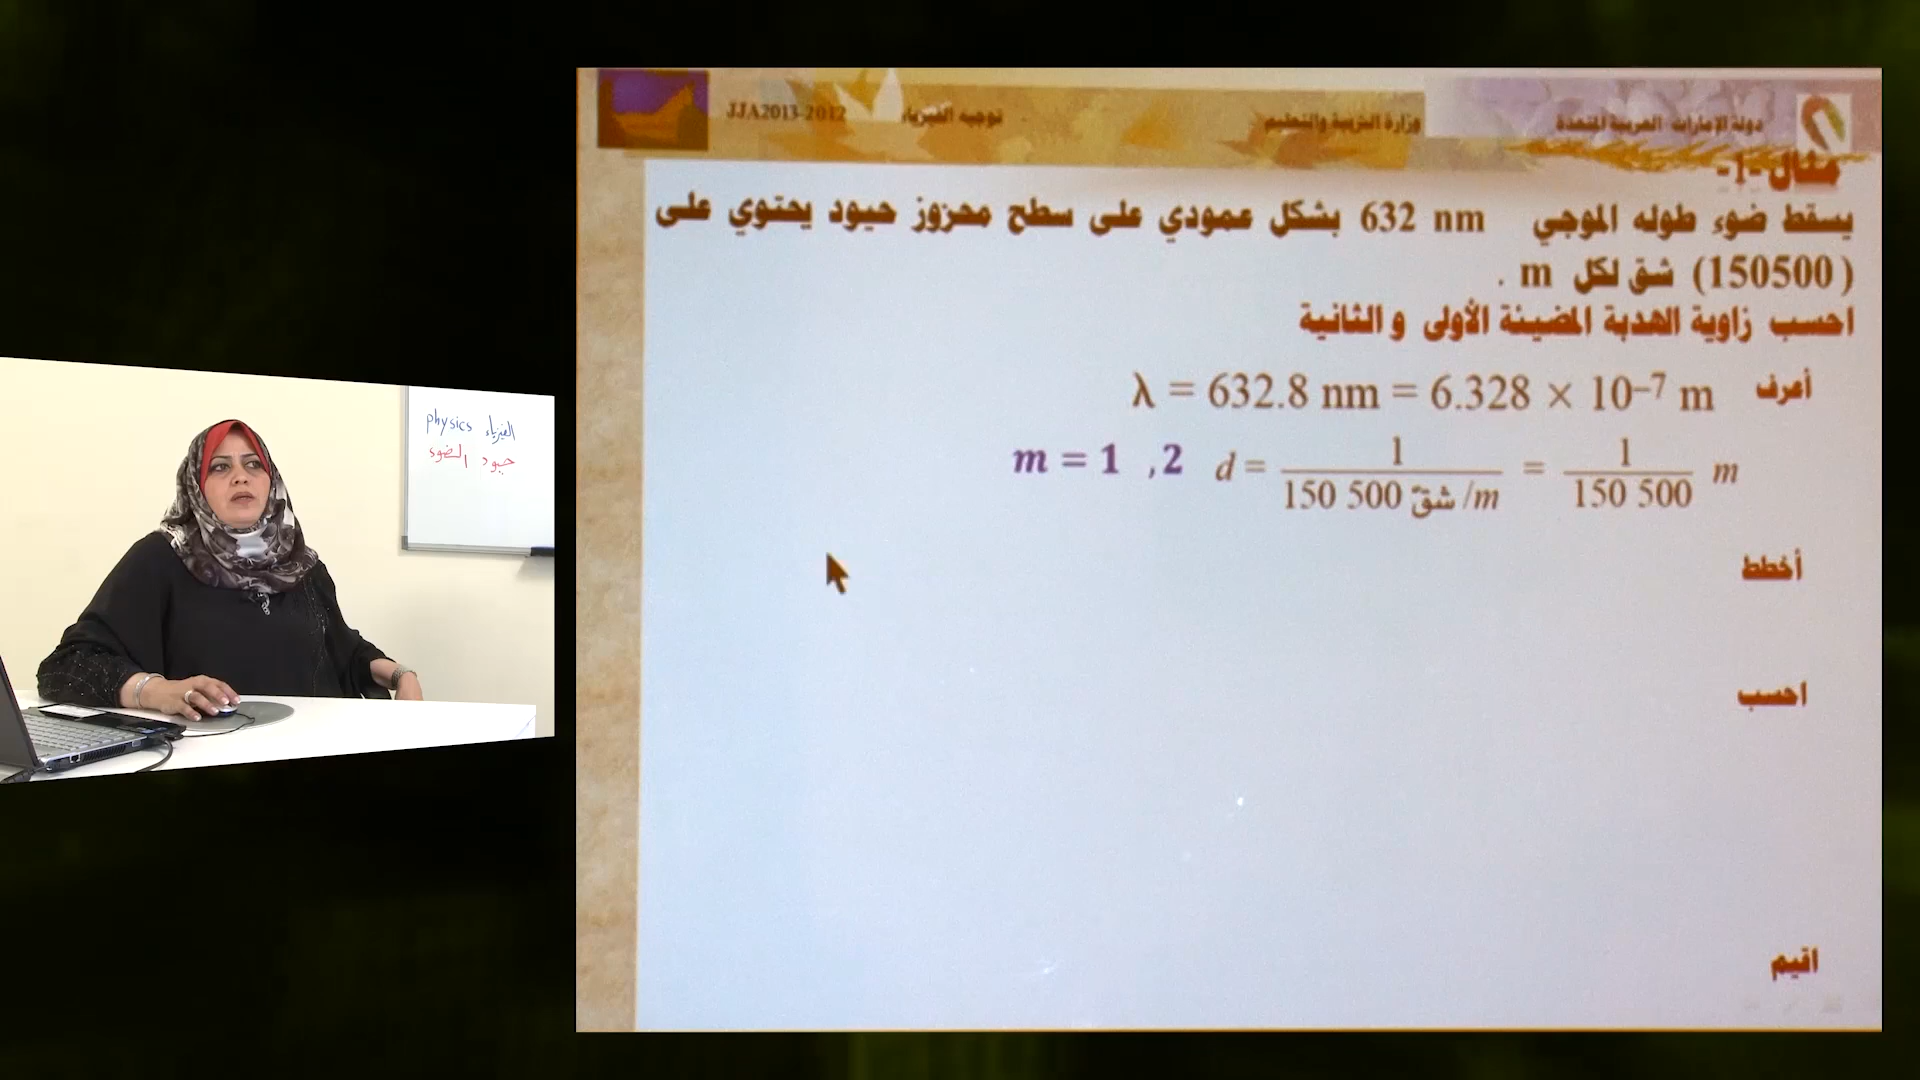 دولة الإمارات العربية المتحدة
وزارة التربية والتعليم
توجيه الفيزياء
JJA2013-2012
مثال -1-
يسقط ضوء طوله الموجي 632 nm بشكل عمودي على سطح محزوز حيود يحتوي على
(150500) شق لكل m .
احسب زاوية الهدبة المضيئة الأولى و الثانية
أعرف λ = 632.8 nm = 6.328 × 10–7 m
m = 1 ,2 d = 1 / 150 500 شقّ/m = 1 / 150 500 m
أخطط
احسب
اقيم
الفيزياء physics
حيود الضوء